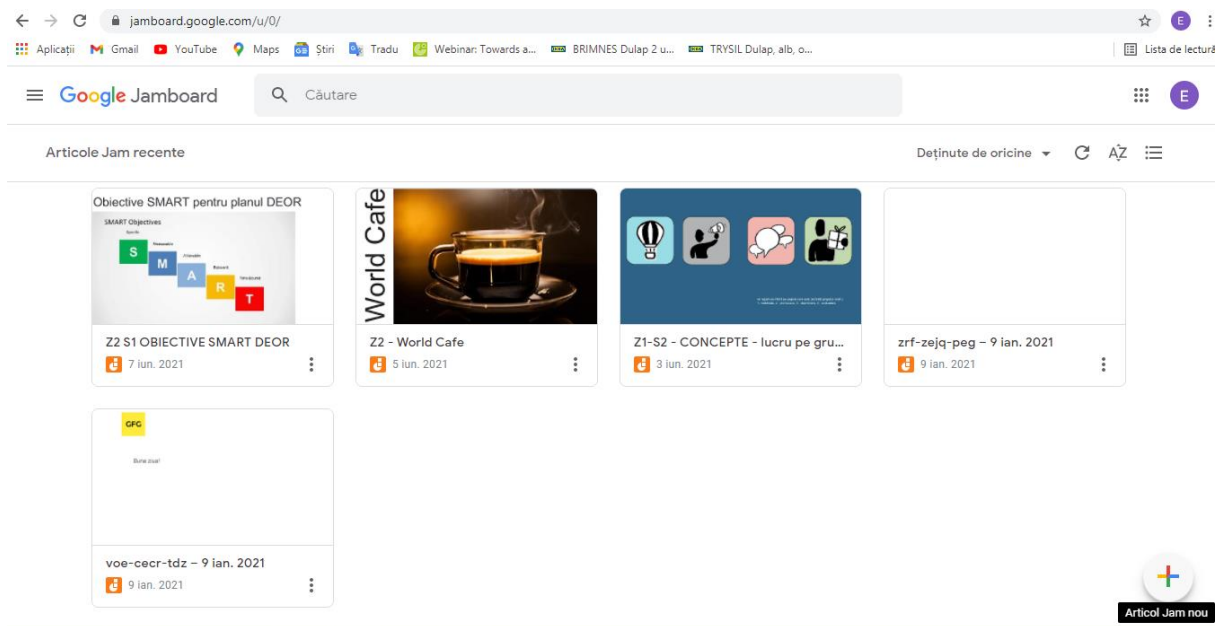 jamboard.google.com/u/0/
E
Aplicații Gmail YouTube Maps Știri Tradu Webinar: Towards a... BRIMNES Dulap 2 u... TRYSIL Dulap, alb, o... Lista de lectură
Google Jamboard Căutare E
Articole Jam recente Deținute de oricine AZ
Obiective SMART pentru planul DEOR
SMART Objectives
S
M
A
R
T
World Cafe
Z2 S1 OBIECTIVE SMART DEOR
7 iun. 2021
Z2 - World Cafe
5 iun. 2021
Z1-S2 - CONCEPTE - lucru pe gru...
3 iun. 2021
zrf-zejq-peg – 9 ian. 2021
9 ian. 2021
GFG
Buna ziua!
voe-cecr-tdz – 9 ian. 2021
9 ian. 2021
Articol Jam nou